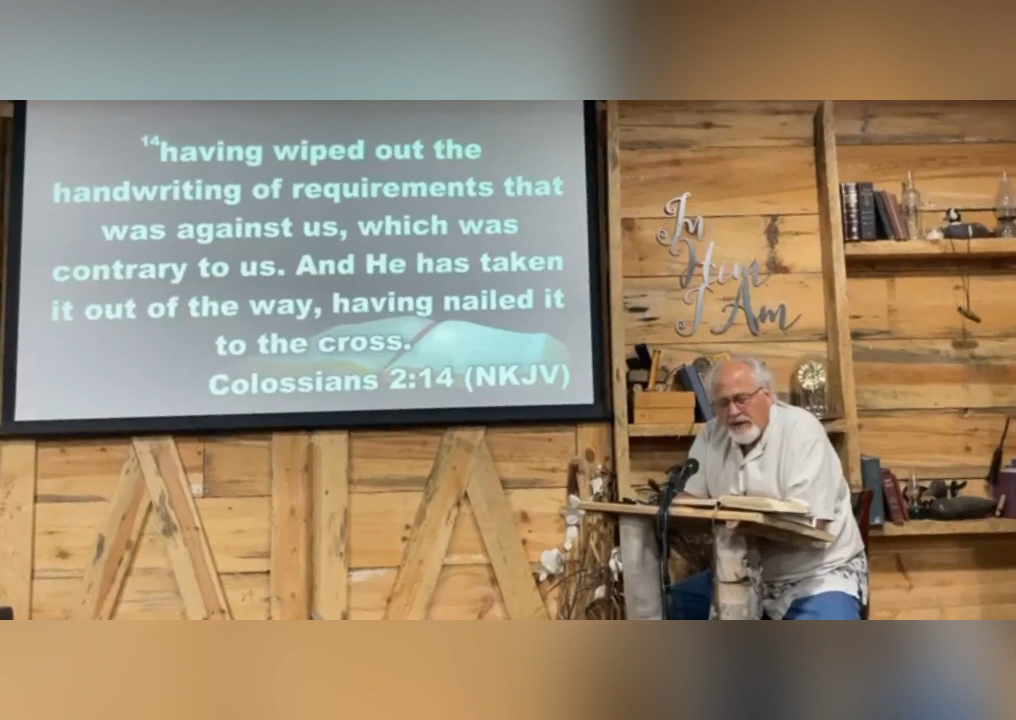 14having wiped out the
handwriting of requirements that
was against us, which was
contrary to us. And He has taken
it out of the way, having nailed it
to the cross.
Colossians 2:14 (NKJV)
In
Him
I Am